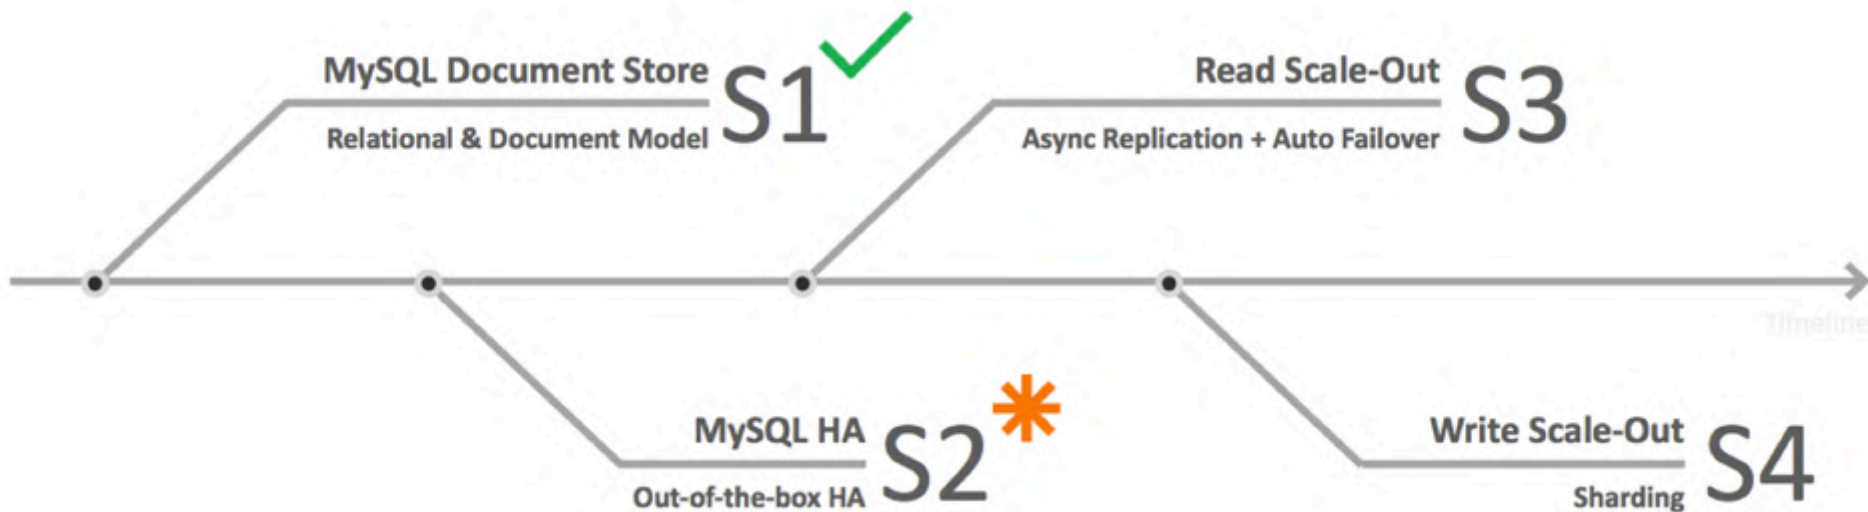 MySQL Document Store
Relational & Document Model
S1
Read Scale-Out
Async Replication + Auto Failover
S3
Timeline
MySQL HA
Out-of-the-box HA
S2
Write Scale-Out
Sharding
S4